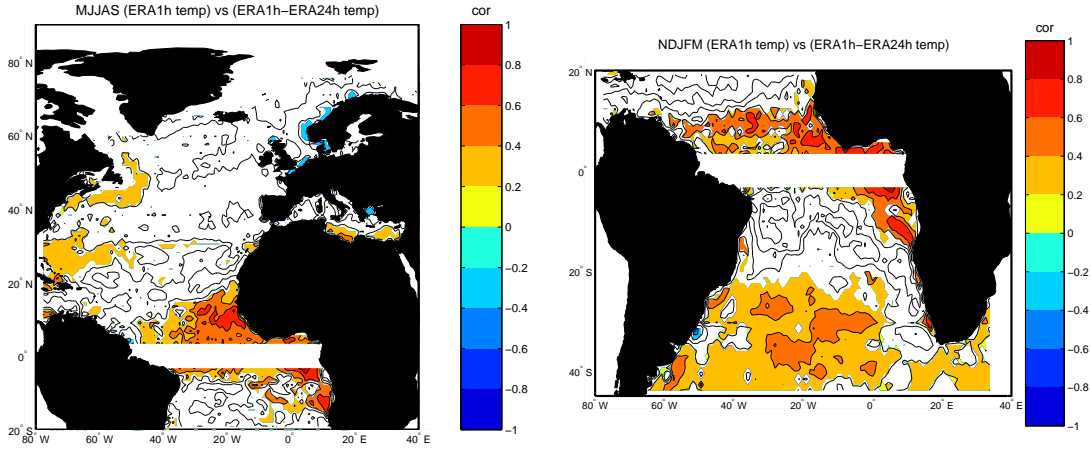 MJJAS (ERA1h temp) vs (ERA1h−ERA24h temp)
cor
80° N
60° N
40° N
20° N
0°
20° S
80° W
60° W
40° W
20° W
0°
20° E
40° E
1
0.8
0.6
0.4
0.2
0
−0.2
−0.4
−0.6
−0.8
−1
NDJFM (ERA1h temp) vs (ERA1h−ERA24h temp)
cor
20° N
0°
20° S
40° S
80° W
60° W
40° W
20° W
0°
20° E
40° E
1
0.8
0.6
0.4
0.2
0
−0.2
−0.4
−0.6
−0.8
−1